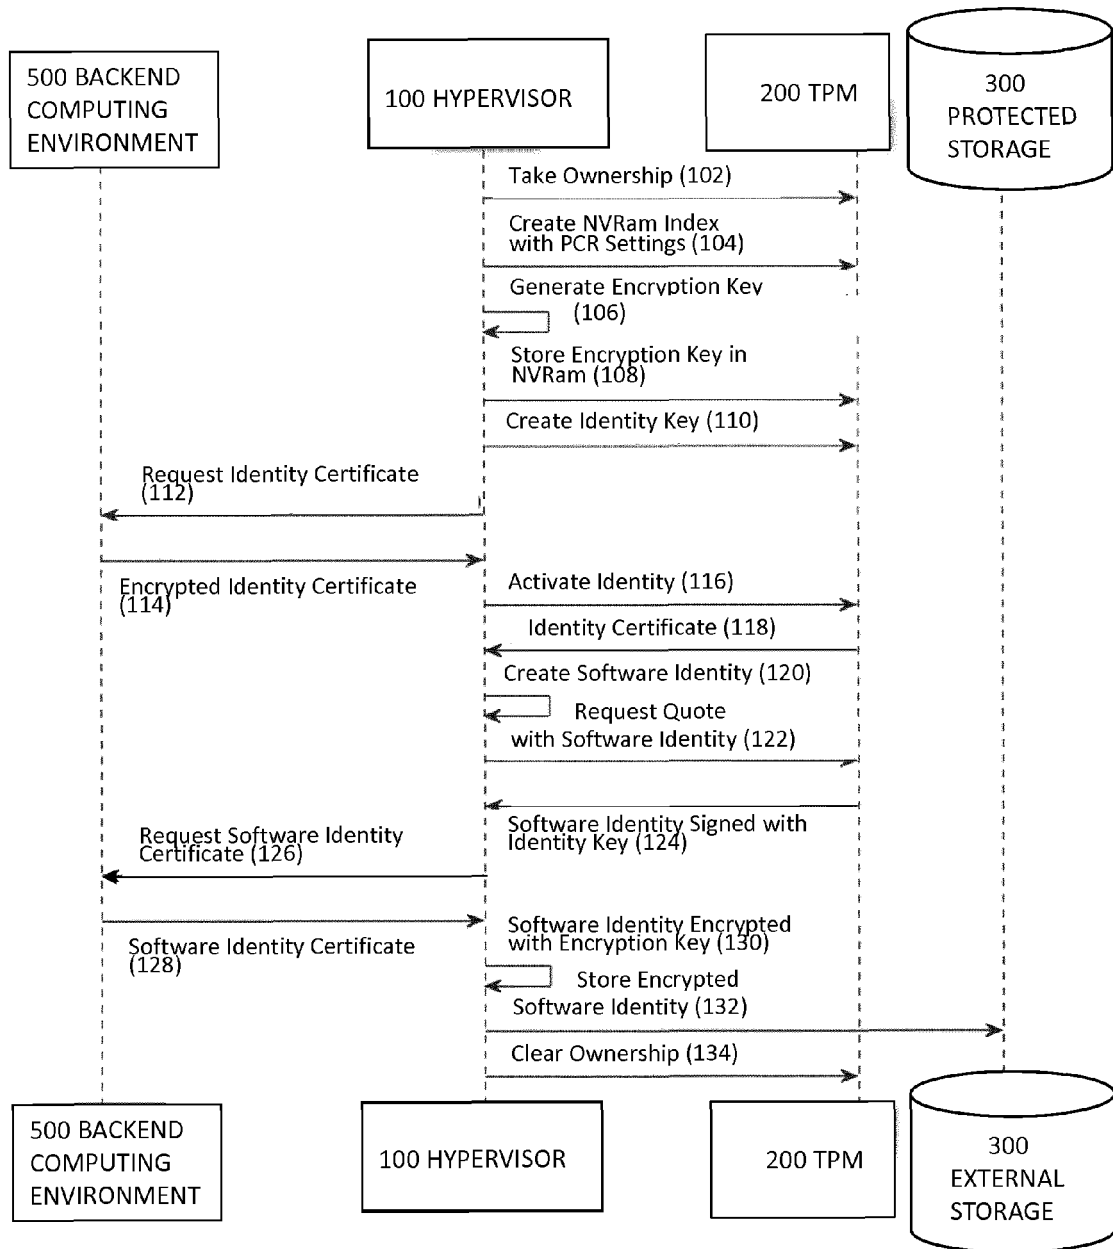 500 BACKEND
COMPUTING
ENVIRONMENT
100 HYPERVISOR
200 TPM
300
PROTECTED
STORAGE
Take Ownership (102)
Create NVRam Index
with PCR Settings (104)
Generate Encryption Key
(106)
Store Encryption Key in
NVRam (108)
Create Identity Key (110)
Request Identity Certificate
(112)
Encrypted Identity Certificate
(114)
Activate Identity (116)
Identity Certificate (118)
Create Software Identity (120)
Request Quote
with Software Identity (122)
Software Identity Signed with
Identity Key (124)
Request Software Identity
Certificate (126)
Software Identity Certificate
(128)
Software Identity Encrypted
with Encryption Key (130)
Store Encrypted
Software Identity (132)
Clear Ownership (134)
500 BACKEND
COMPUTING
ENVIRONMENT
100 HYPERVISOR
200 TPM
300
EXTERNAL
STORAGE